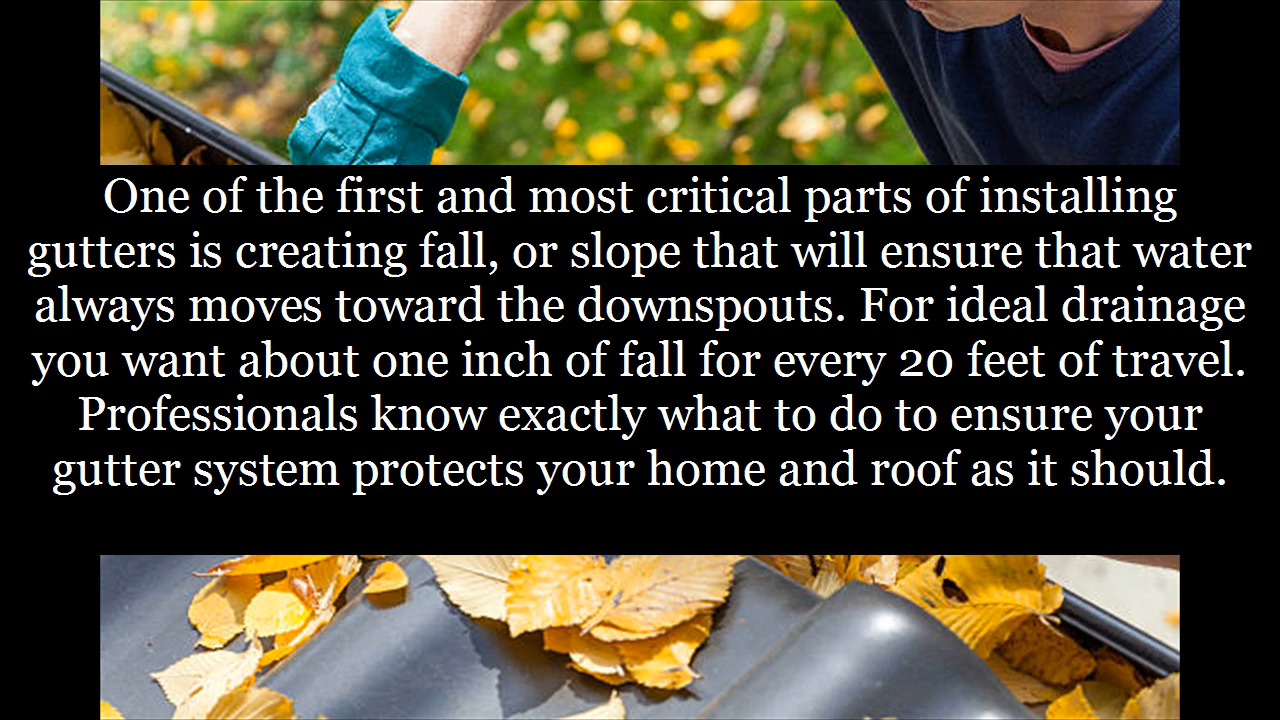 One of the first and most critical parts of installing
gutters is creating fall, or slope that will ensure that water
always moves toward the downspouts. For ideal drainage
you want about one inch of fall for every 20 feet of travel.
Professionals know exactly what to do to ensure your
gutter system protects your home and roof as it should.